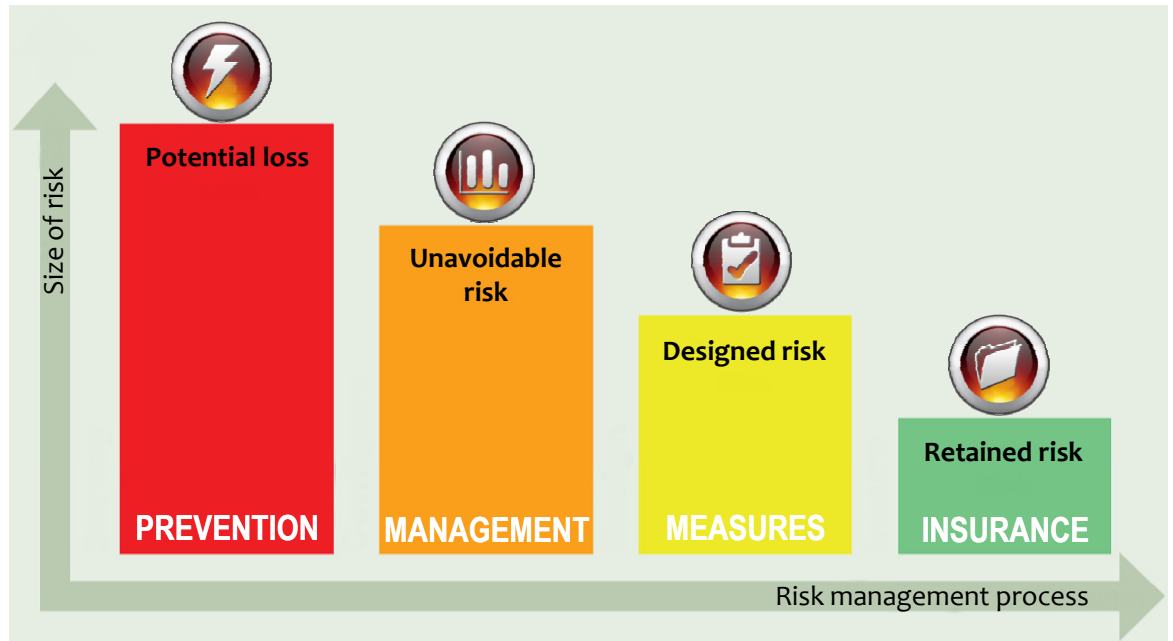 Size of risk
Potential loss
PREVENTION
Unavoidable
risk
MANAGEMENT
Designed risk
MEASURES
Retained risk
INSURANCE
Risk management process